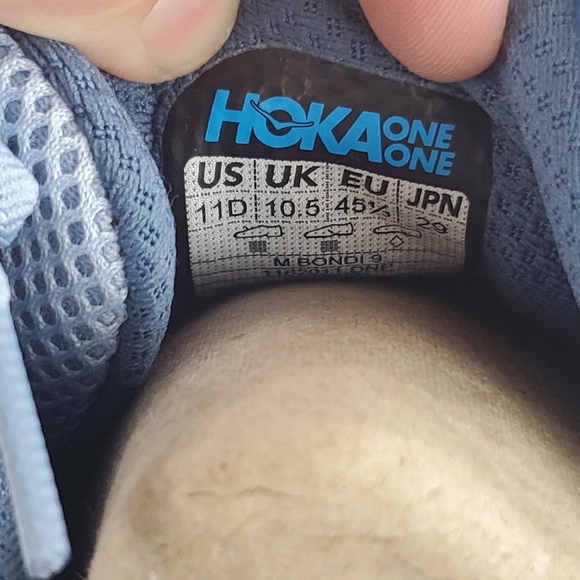 HOKA ONE ONE
US UK EU JPN
11D 10.5 45⅓ 29
M BONDI 9